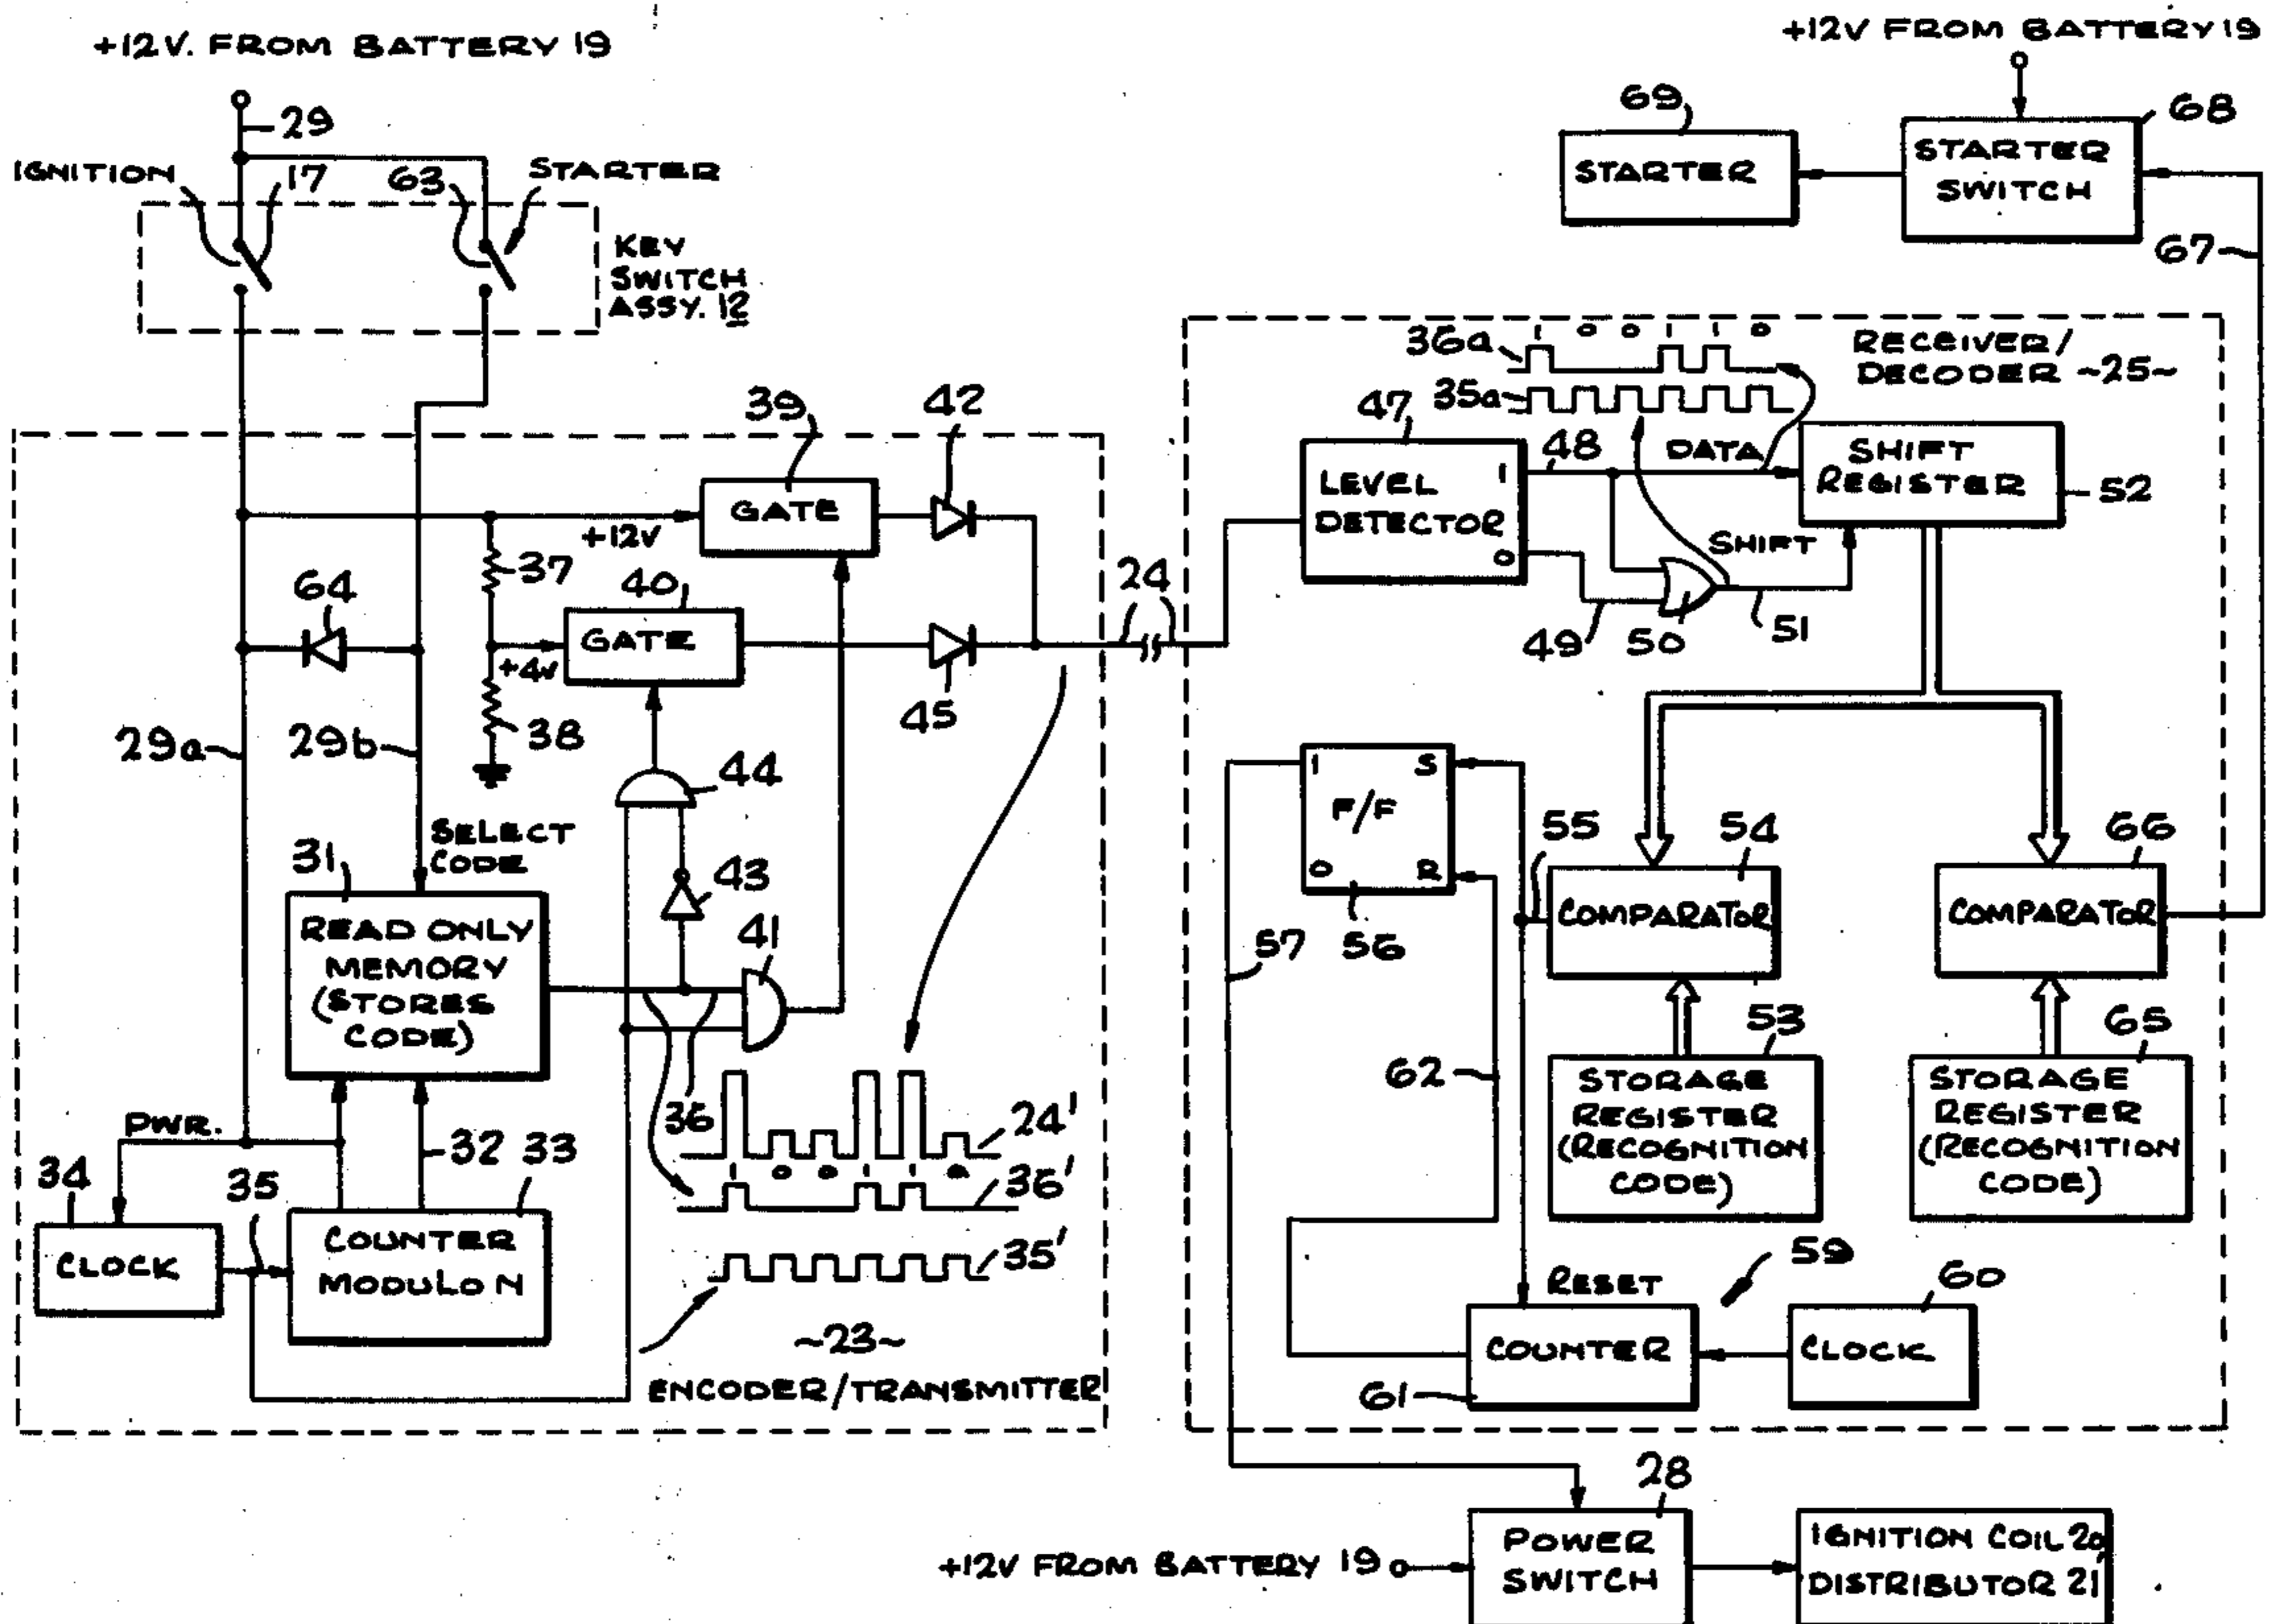 +12V. FROM BATTERY 19
29
IGNITION
17
63
STARTER
KEY
SWITCH
ASSY. 12
+12V FROM BATTERY 19
69
STARTER
68
STARTER
SWITCH
67
39
GATE
42
+12V
37
40
GATE
+4V
38
45
64
29a
29b
24
44
SELECT
CODE
31
READ ONLY
MEMORY
(STORES
CODE)
43
41
36
PWR.
32
33
34
CLOCK
35
COUNTER
MODULO N
24'
1 0 0 1 1 0
36'
35'
~23~
ENCODER/TRANSMITTER
1 0 0 1 1 0
36a
35a
RECEIVER/
DECODER ~25~
47
LEVEL
DETECTOR
1
0
48
DATA
SHIFT
REGISTER
52
SHIFT
49
50
51
1
S
F/F
0
R
56
57
55
54
COMPARATOR
66
COMPARATOR
62
53
STORAGE
REGISTER
(RECOGNITION
CODE)
65
STORAGE
REGISTER
(RECOGNITION
CODE)
59
RESET
60
COUNTER
CLOCK
61
28
+12V FROM BATTERY 19
POWER
SWITCH
IGNITION COIL 20,
DISTRIBUTOR 21